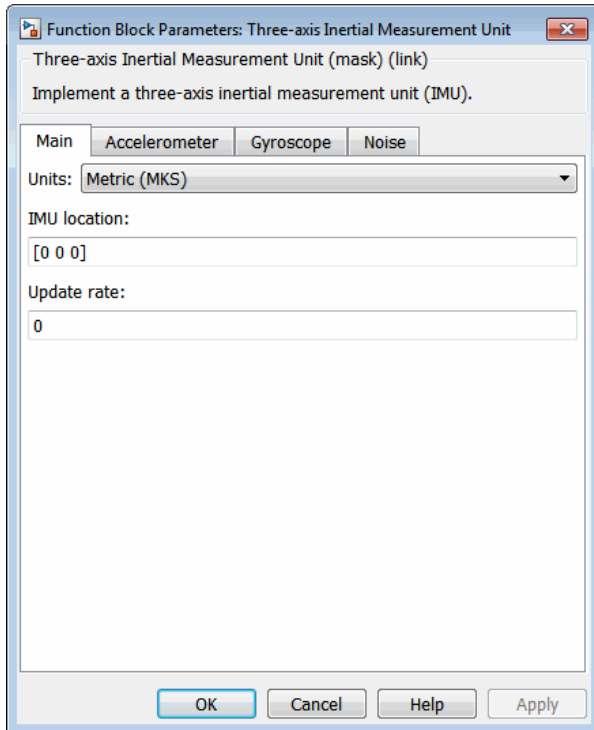 Function Block Parameters: Three-axis Inertial Measurement Unit
Three-axis Inertial Measurement Unit (mask) (link)
Implement a three-axis inertial measurement unit (IMU).
Main Accelerometer Gyroscope Noise
Units: Metric (MKS)
IMU location:
[0 0 0]
Update rate:
0
OK Cancel Help Apply